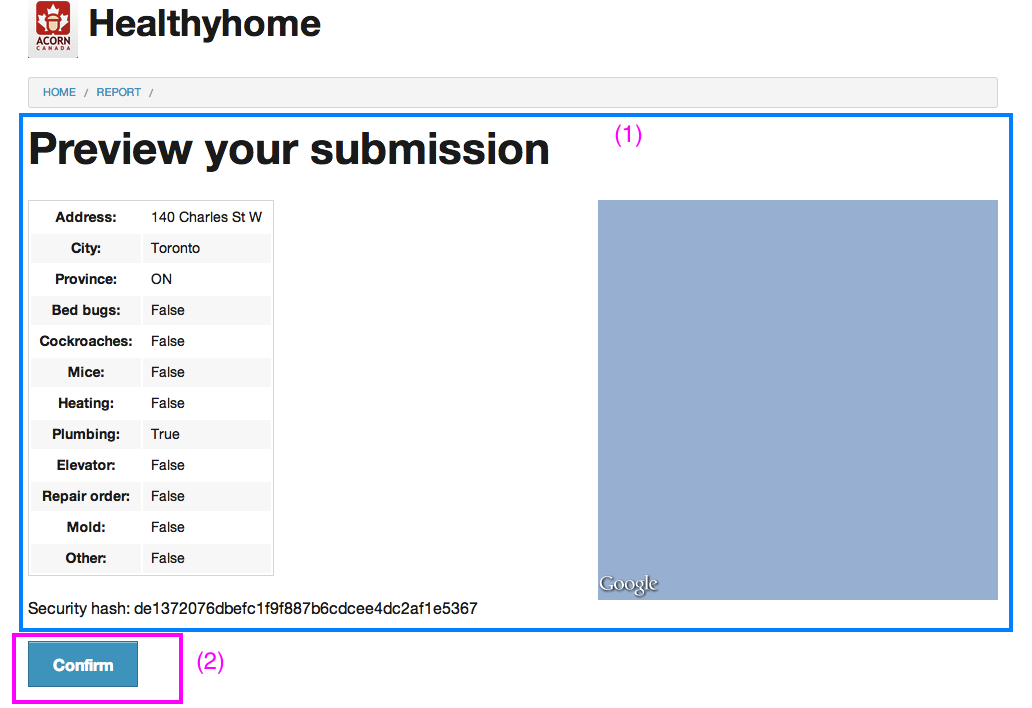 ACORN
CANADA
Healthyhome
HOME / REPORT /
Preview your submission
(1)
Address: 140 Charles St W
City: Toronto
Province: ON
Bed bugs: False
Cockroaches: False
Mice: False
Heating: False
Plumbing: True
Elevator: False
Repair order: False
Mold: False
Other: False
Google
Security hash: de1372076dbefc1f9f887b6cdcee4dc2af1e5367
Confirm
(2)